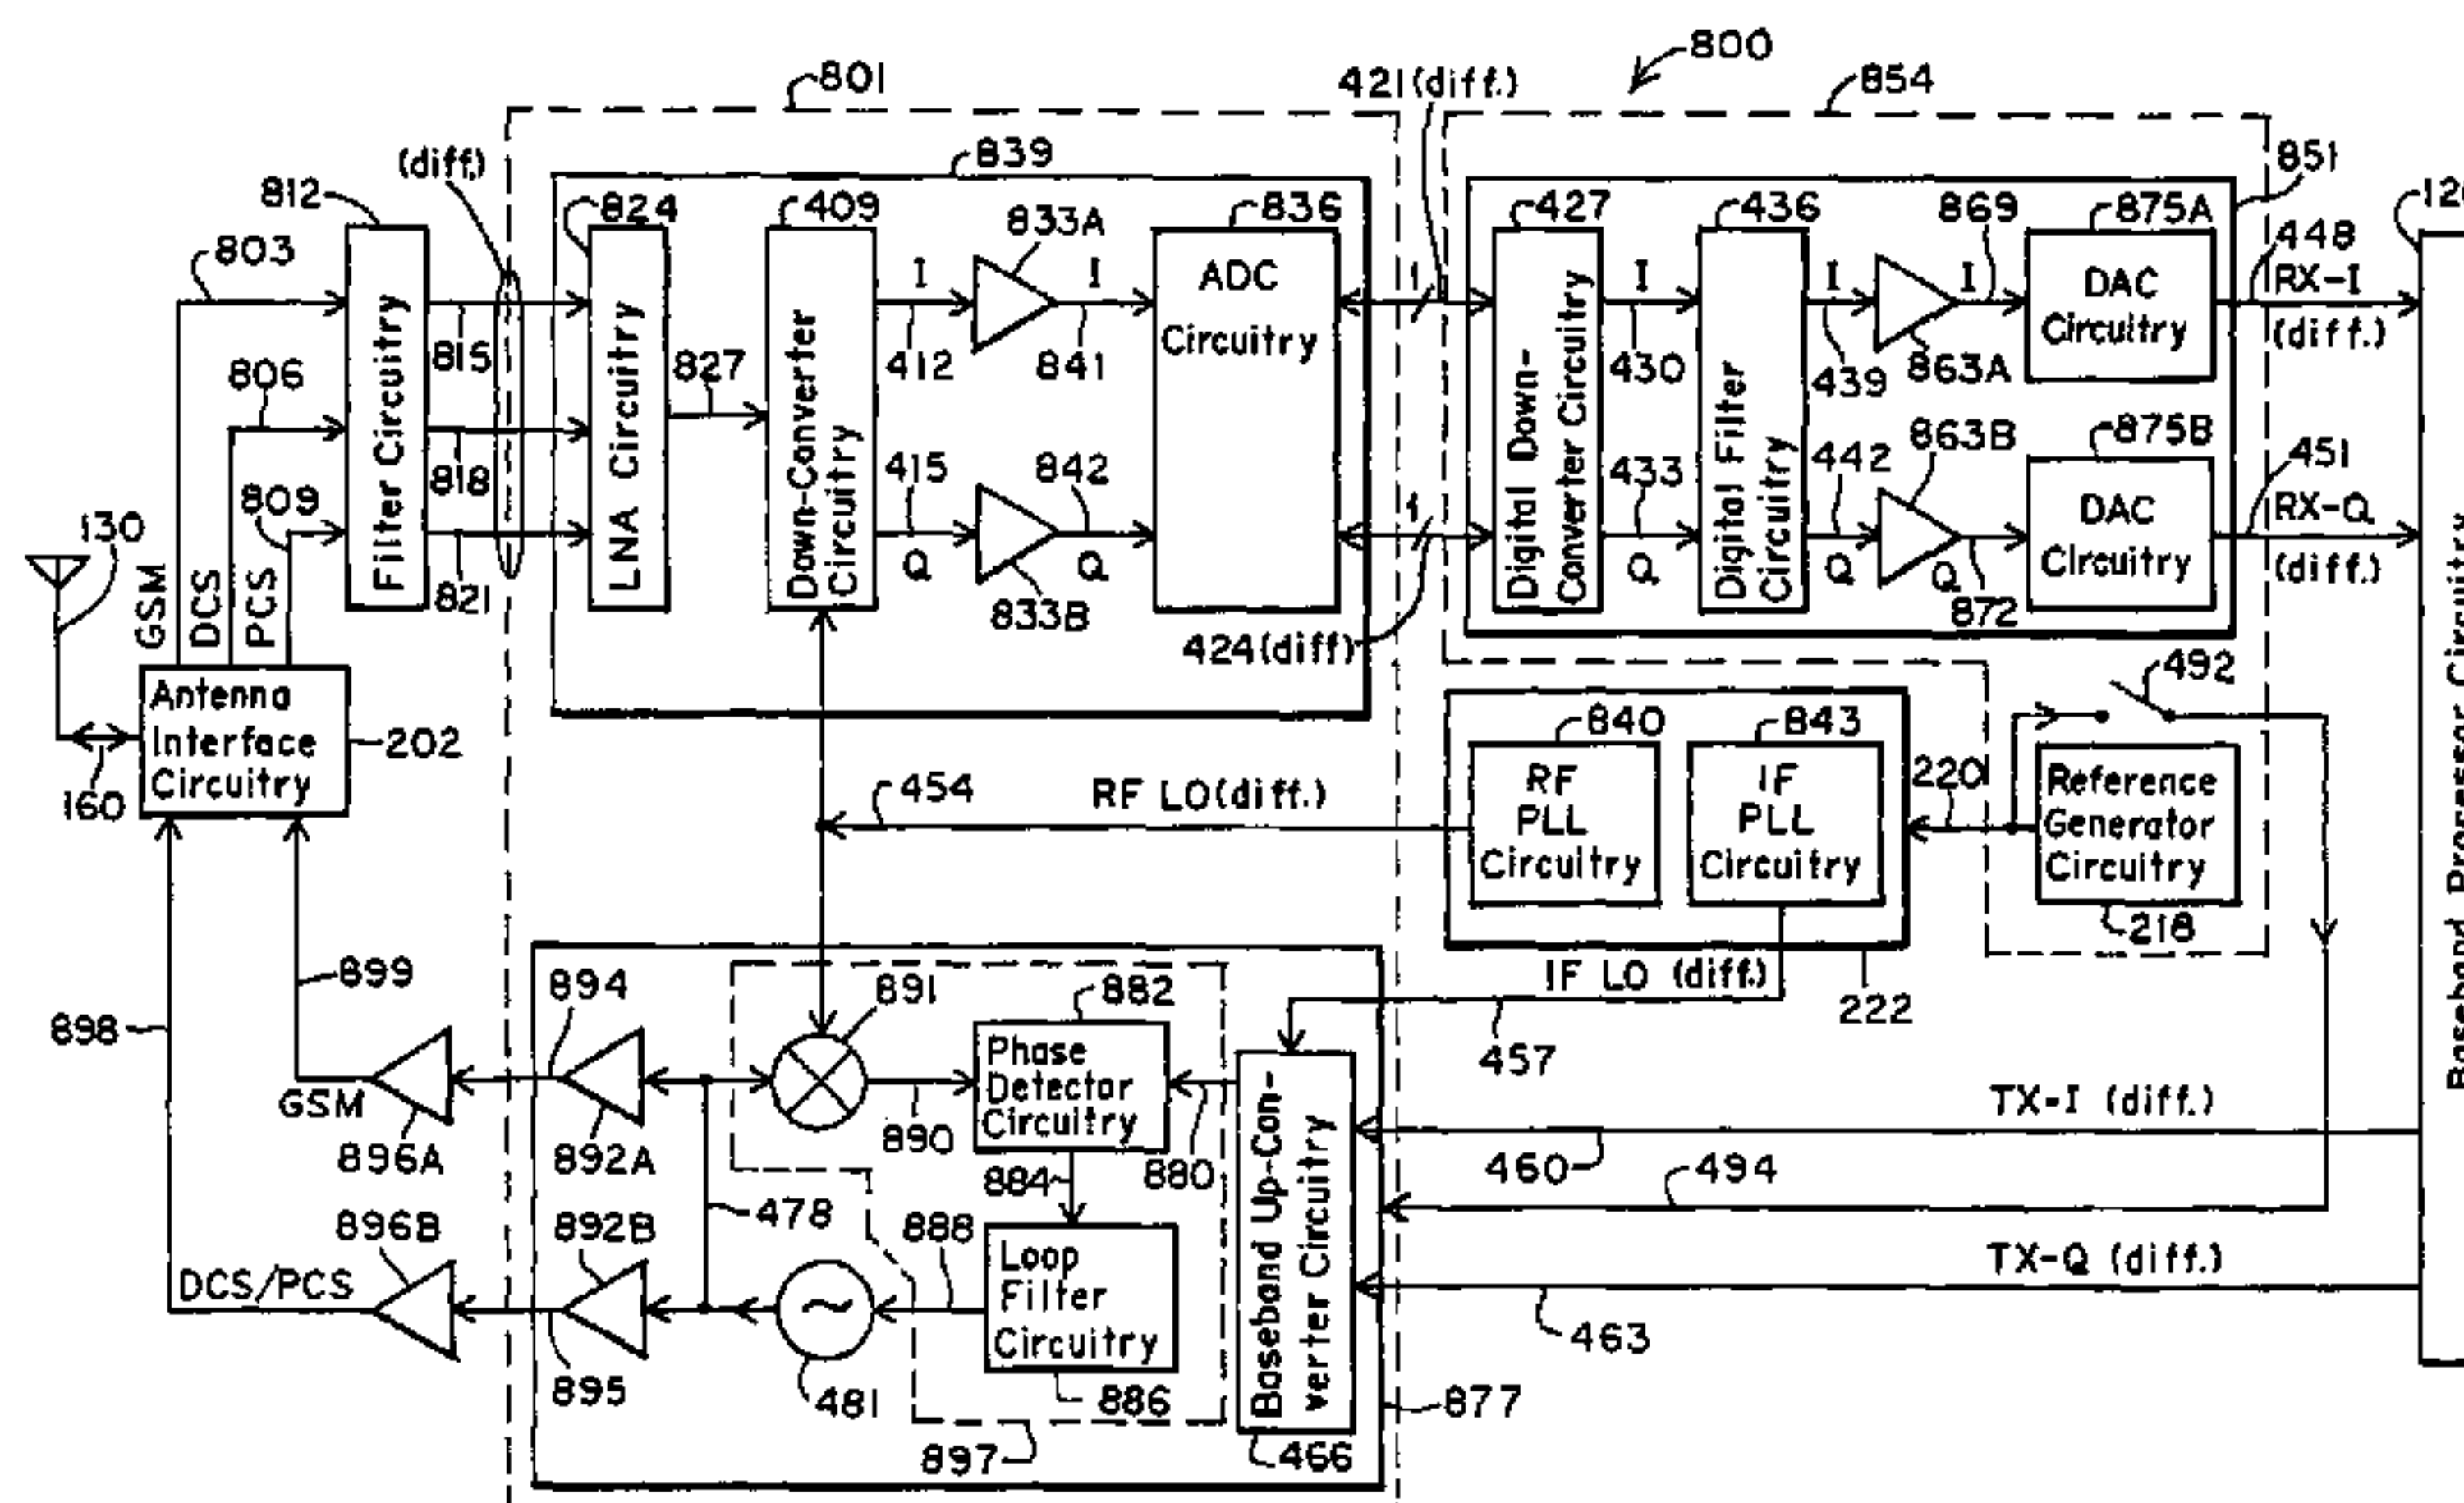 800
801
421(diff.)
854
839
851
(diff.)
812
824
409
833A
836
427
436
869
875A
803
448
RX-I
(diff.)
Filter Circuitry
LNA Circuitry
Down-Converter
Circuitry
ADC
Circuitry
Digital Down-
Converter Circuitry
Digital Filter
Circuitry
DAC
Circuitry
I
I
1
I
I
I
815
827
412
841
430
439
863A
806
818
809
821
415
842
433
442
863B
875B
451
RX-Q
(diff.)
DAC
Circuitry
Q
Q
1
Q
Q
Q
833B
872
424(diff)
130
GSM
DCS
PCS
Antenna
Interface
Circuitry
202
160
492
840
843
RF
PLL
Circuitry
IF
PLL
Circuitry
220
Reference
Generator
Circuitry
218
454
RF LO(diff.)
IF LO (diff.)
222
457
899
898
894
891
882
Phase
Detector
Circuitry
GSM
896A
892A
890
884
880
TX-I (diff.)
460
494
478
896B
892B
888
Loop
Filter
Circuitry
Baseband Up-Con-
verter Circuitry
TX-Q (diff.)
463
DCS/PCS
895
481
886
897
466
877